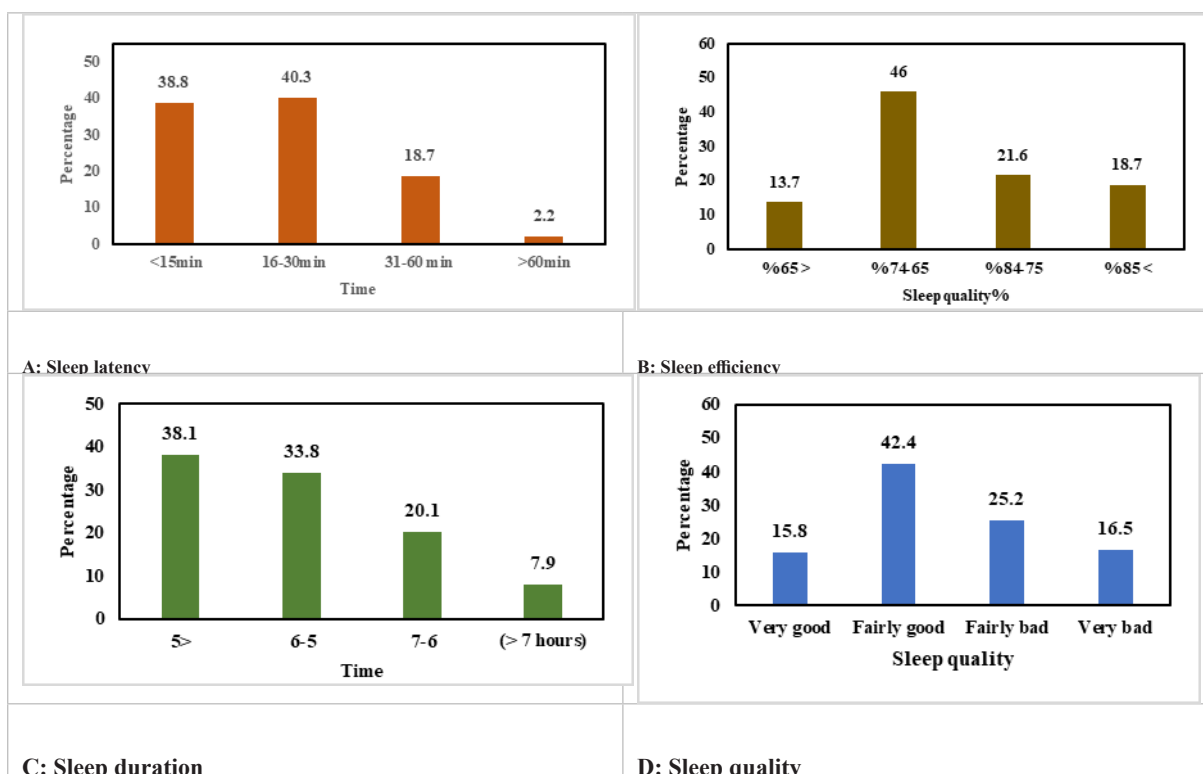 50
40
30
20
10
0
Percentage
38.8
40.3
18.7
2.2
<15min
16-30min
31-60 min
>60min
Time
60
50
40
30
20
10
0
Percentage
13.7
46
21.6
18.7
%65 >
%74-65
%84-75
%85 <
Sleep quality%
A: Sleep latency
B: Sleep efficiency
50
40
30
20
10
0
Percentage
38.1
33.8
20.1
7.9
5>
6-5
7-6
(> 7 hours)
Time
60
50
40
30
20
10
0
Percentage
15.8
42.4
25.2
16.5
Very good
Fairly good
Fairly bad
Very bad
Sleep quality
C: Sleep duration
D: Sleep quality